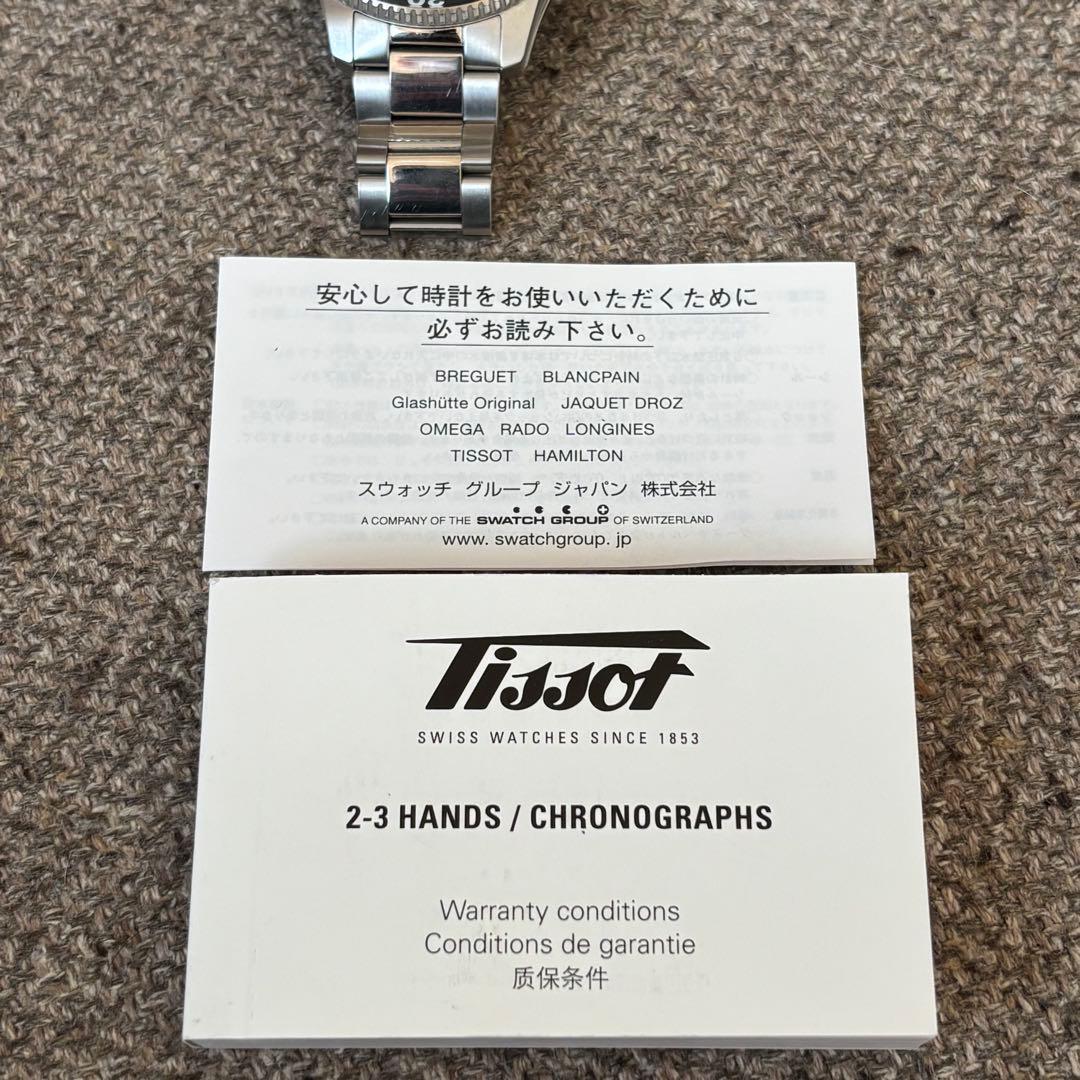 20
安心して時計をお使いいただくために
必ずお読み下さい。
BREGUET BLANCPAIN
Glashütte Original JAQUET DROZ
OMEGA RADO LONGINES
TISSOT HAMILTON
スウォッチ グループ ジャパン 株式会社
A COMPANY OF THE SWATCH GROUP OF SWITZERLAND
www. swatchgroup. jp
Tissot
SWISS WATCHES SINCE 1853
2-3 HANDS / CHRONOGRAPHS
Warranty conditions
Conditions de garantie
质保条件